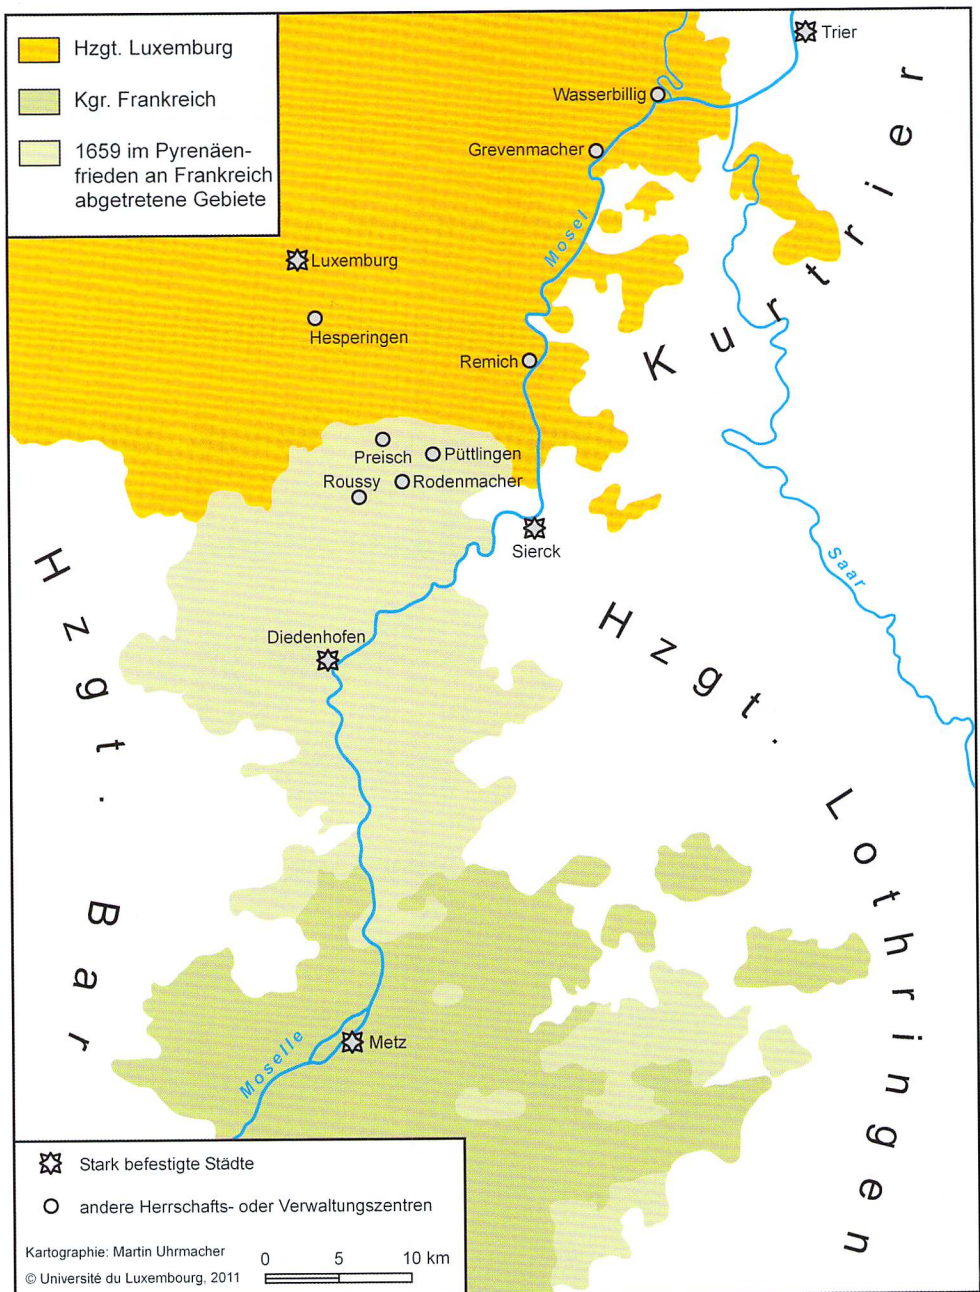 Hzgt. Luxemburg
Kgr. Frankreich
1659 im Pyrenäen-
frieden an Frankreich
abgetretene Gebiete
Trier
Wasserbillig
Grevenmacher
Mosel
Kurtrier
Luxemburg
Hesperingen
Remich
Preisch
Püttlingen
Roussy
Rodenmacher
Sierck
Saar
Hzgt. Bar
Hzgt. Lothringen
Diedenhofen
Metz
Moselle
Stark befestigte Städte
andere Herrschafts- oder Verwaltungszentren
Kartographie: Martin Uhrmacher
© Université du Luxembourg, 2011
0 5 10 km